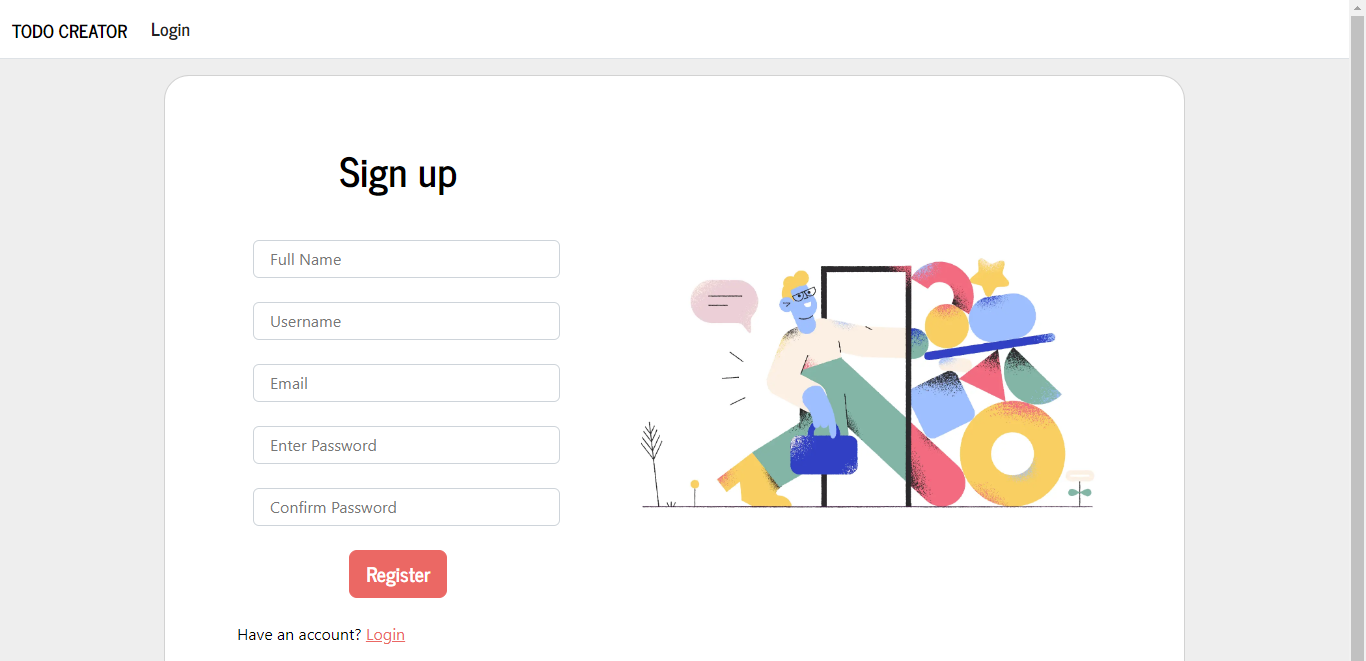 TODO CREATOR Login
Sign up
Full Name
Username
Email
Enter Password
Confirm Password
Register
Have an account? Login